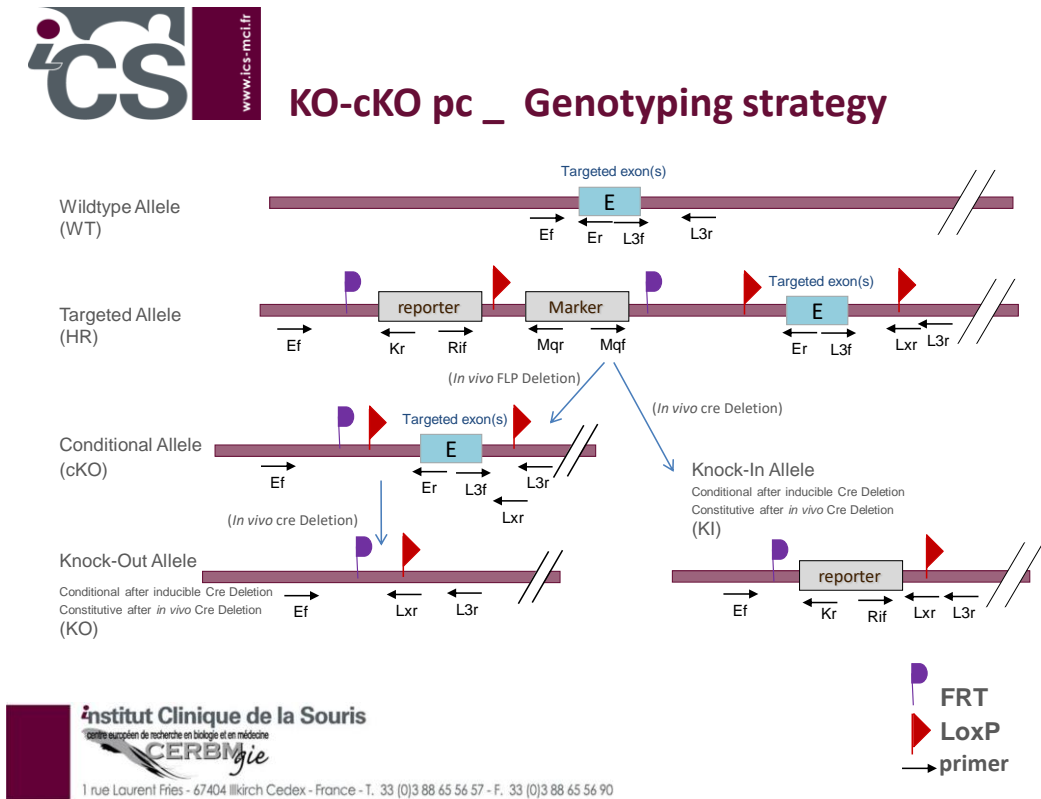 iCS
www.ics-mci.fr
KO-cKO pc _ Genotyping strategy
Wildtype Allele
(WT)
Targeted exon(s)
E
Ef
Er
L3f
L3r
Targeted Allele
(HR)
reporter
Marker
Targeted exon(s)
E
Ef
Kr
Rif
Mqr
Mqf
Er
L3f
Lxr
L3r
(In vivo FLP Deletion)
(In vivo cre Deletion)
Conditional Allele
(cKO)
Targeted exon(s)
E
Ef
Er
L3f
L3r
Lxr
(In vivo cre Deletion)
Knock-Out Allele
Conditional after inducible Cre Deletion
Constitutive after in vivo Cre Deletion
(KO)
Ef
Lxr
L3r
Knock-In Allele
Conditional after inducible Cre Deletion
Constitutive after in vivo Cre Deletion
(KI)
reporter
Ef
Kr
Rif
Lxr
L3r
FRT
LoxP
primer
institut Clinique de la Souris
centre européen de recherche en biologie et en médecine
CERBMgie
1 rue Laurent Fries - 67404 Illkirch Cedex - France - T. 33 (0)3 88 65 56 57 - F. 33 (0)3 88 65 56 90